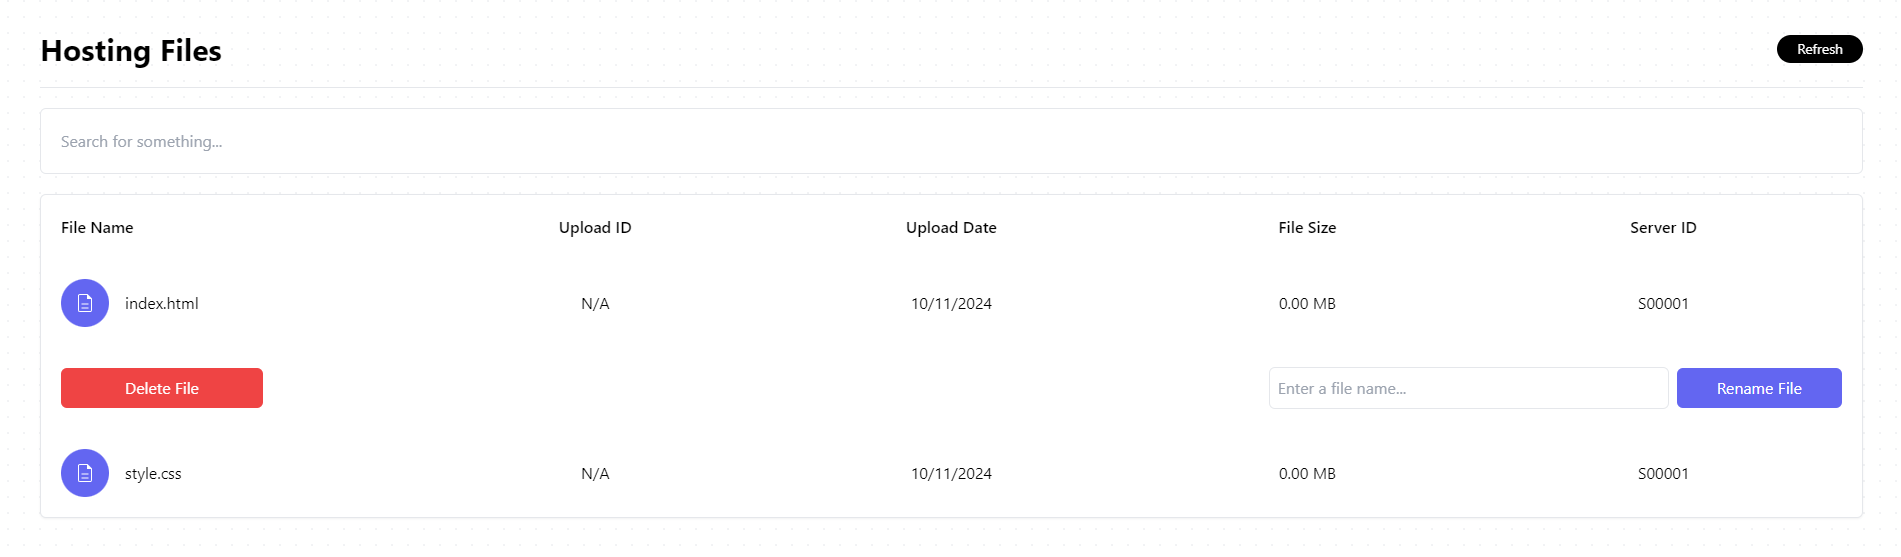 Hosting Files
Refresh
Search for something...
File Name Upload ID Upload Date File Size Server ID
index.html N/A 10/11/2024 0.00 MB S00001
Delete File Enter a file name... Rename File
style.css N/A 10/11/2024 0.00 MB S00001